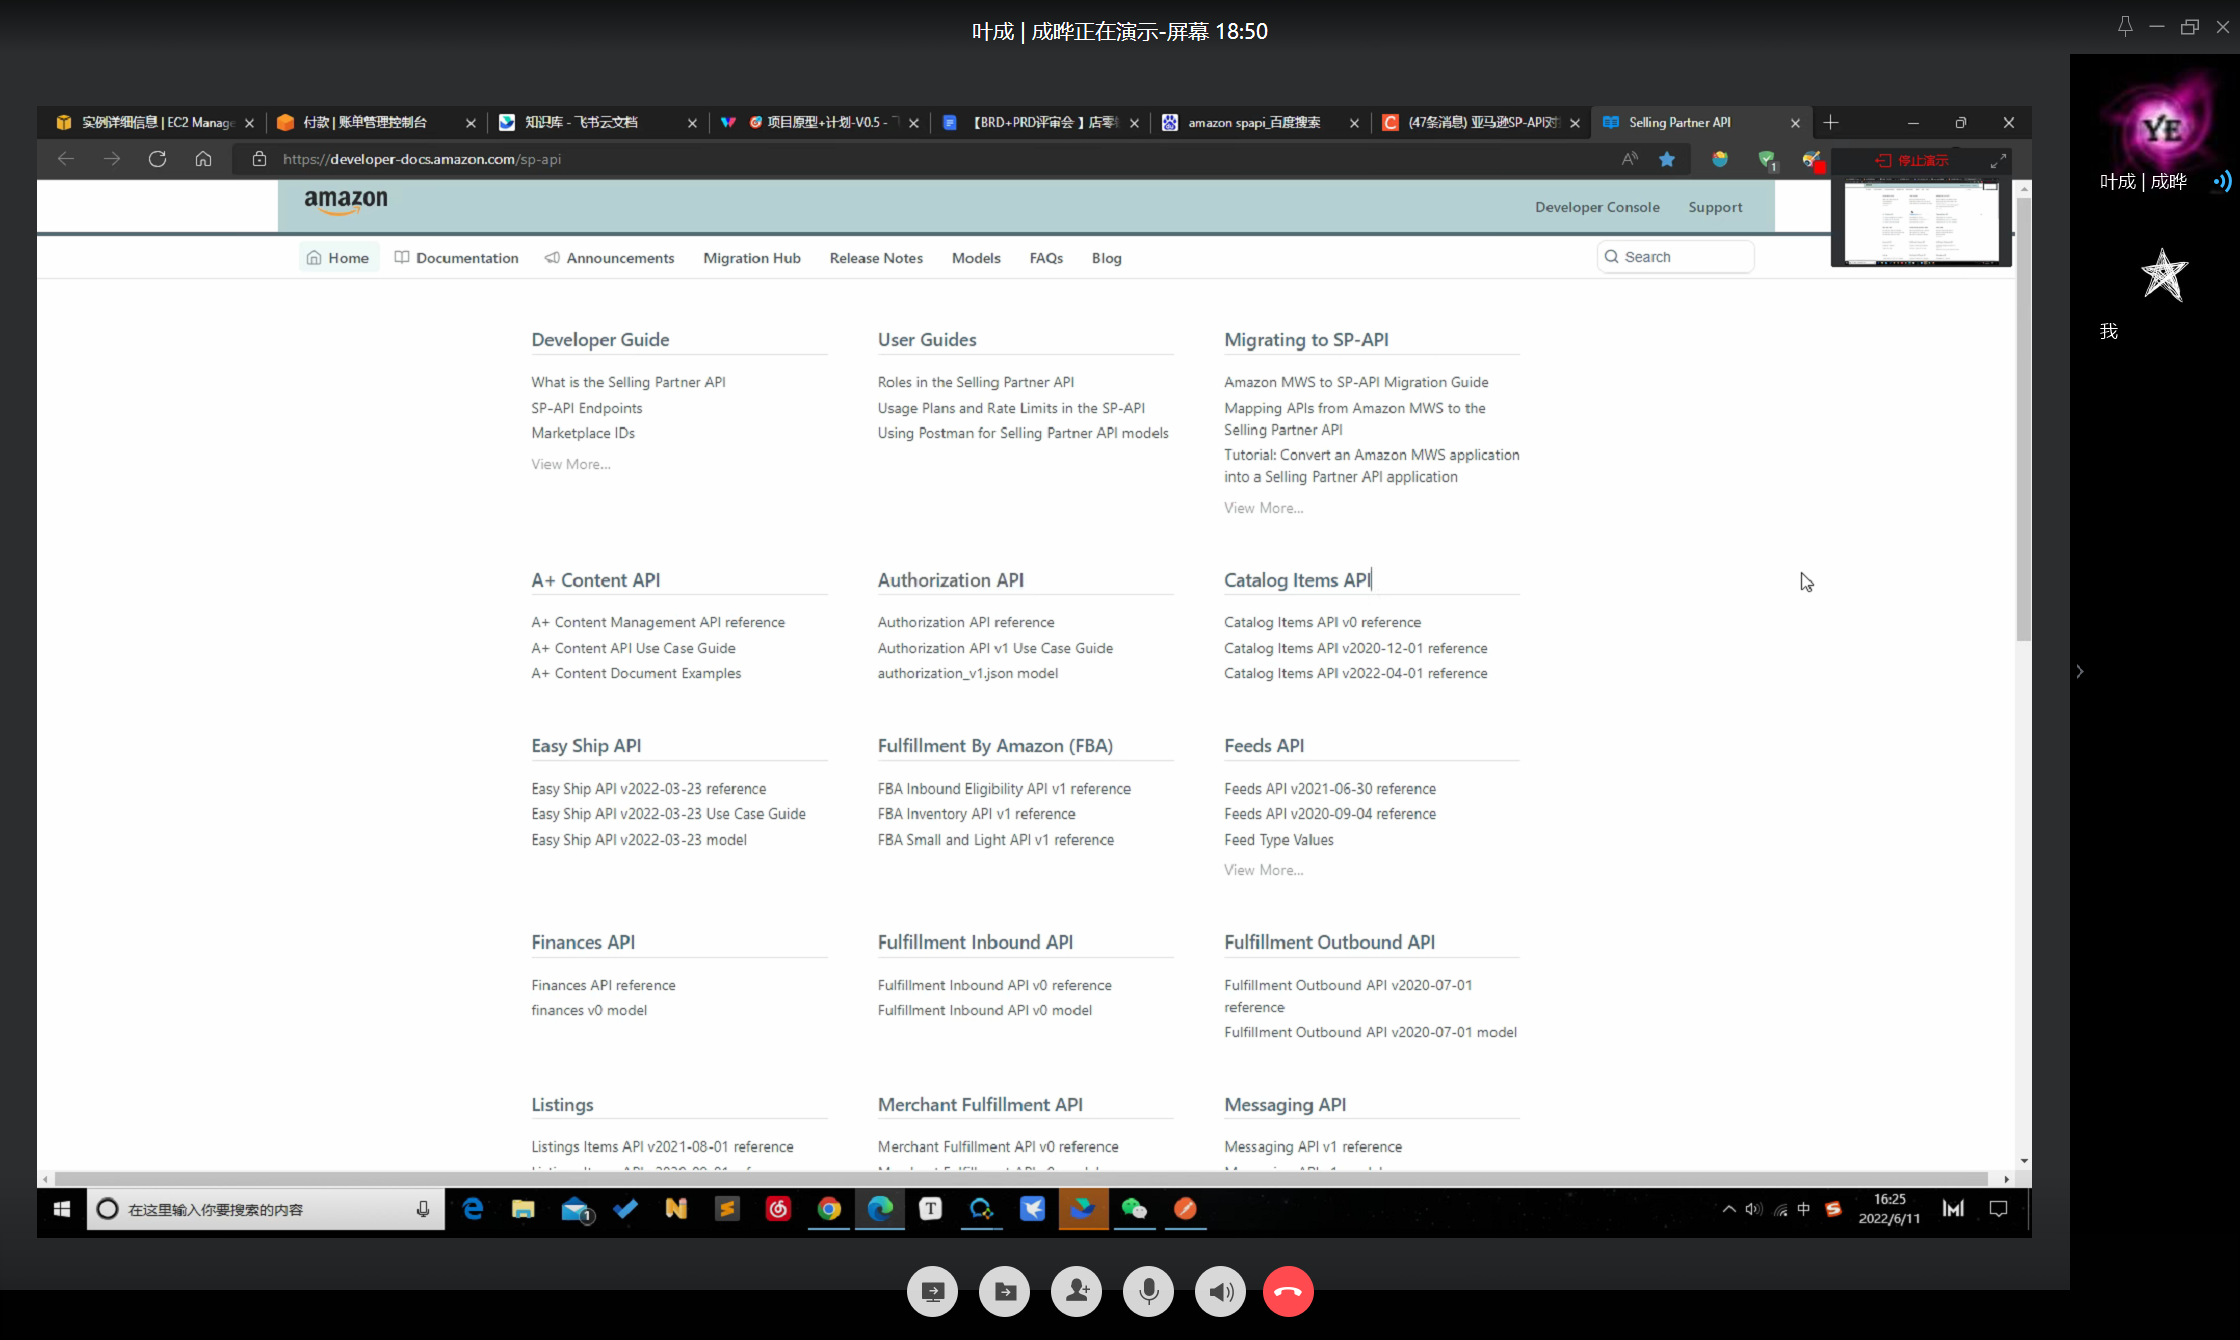 叶成 | 成晔正在演示-屏幕 18:50
实例详细信息 | EC2 Manage
付款 | 账单管理控制台
知识库 - 飞书云文档
项目原型+计划-V0.5 -
【BRD+PRD评审会 】店零
amazon spapi_百度搜索
(47条消息) 亚马逊SP-API对
Selling Partner API
https://developer-docs.amazon.com/sp-api
1
停止演示
叶成 | 成晔
YE
我
amazon
Developer Console
Support
Home
Documentation
Announcements
Migration Hub
Release Notes
Models
FAQs
Blog
Search
Developer Guide
What is the Selling Partner API
SP-API Endpoints
Marketplace IDs
View More...
User Guides
Roles in the Selling Partner API
Usage Plans and Rate Limits in the SP-API
Using Postman for Selling Partner API models
Migrating to SP-API
Amazon MWS to SP-API Migration Guide
Mapping APIs from Amazon MWS to the
Selling Partner API
Tutorial: Convert an Amazon MWS application
into a Selling Partner API application
View More...
A+ Content API
A+ Content Management API reference
A+ Content API Use Case Guide
A+ Content Document Examples
Authorization API
Authorization API reference
Authorization API v1 Use Case Guide
authorization_v1.json model
Catalog Items API
Catalog Items API v0 reference
Catalog Items API v2020-12-01 reference
Catalog Items API v2022-04-01 reference
Easy Ship API
Easy Ship API v2022-03-23 reference
Easy Ship API v2022-03-23 Use Case Guide
Easy Ship API v2022-03-23 model
Fulfillment By Amazon (FBA)
FBA Inbound Eligibility API v1 reference
FBA Inventory API v1 reference
FBA Small and Light API v1 reference
Feeds API
Feeds API v2021-06-30 reference
Feeds API v2020-09-04 reference
Feed Type Values
View More...
Finances API
Finances API reference
finances v0 model
Fulfillment Inbound API
Fulfillment Inbound API v0 reference
Fulfillment Inbound API v0 model
Fulfillment Outbound API
Fulfillment Outbound API v2020-07-01
reference
Fulfillment Outbound API v2020-07-01 model
Listings
Listings Items API v2021-08-01 reference
Merchant Fulfillment API
Merchant Fulfillment API v0 reference
Messaging API
Messaging API v1 reference
在这里输入你要搜索的内容
1
中
16:25
2022/6/11